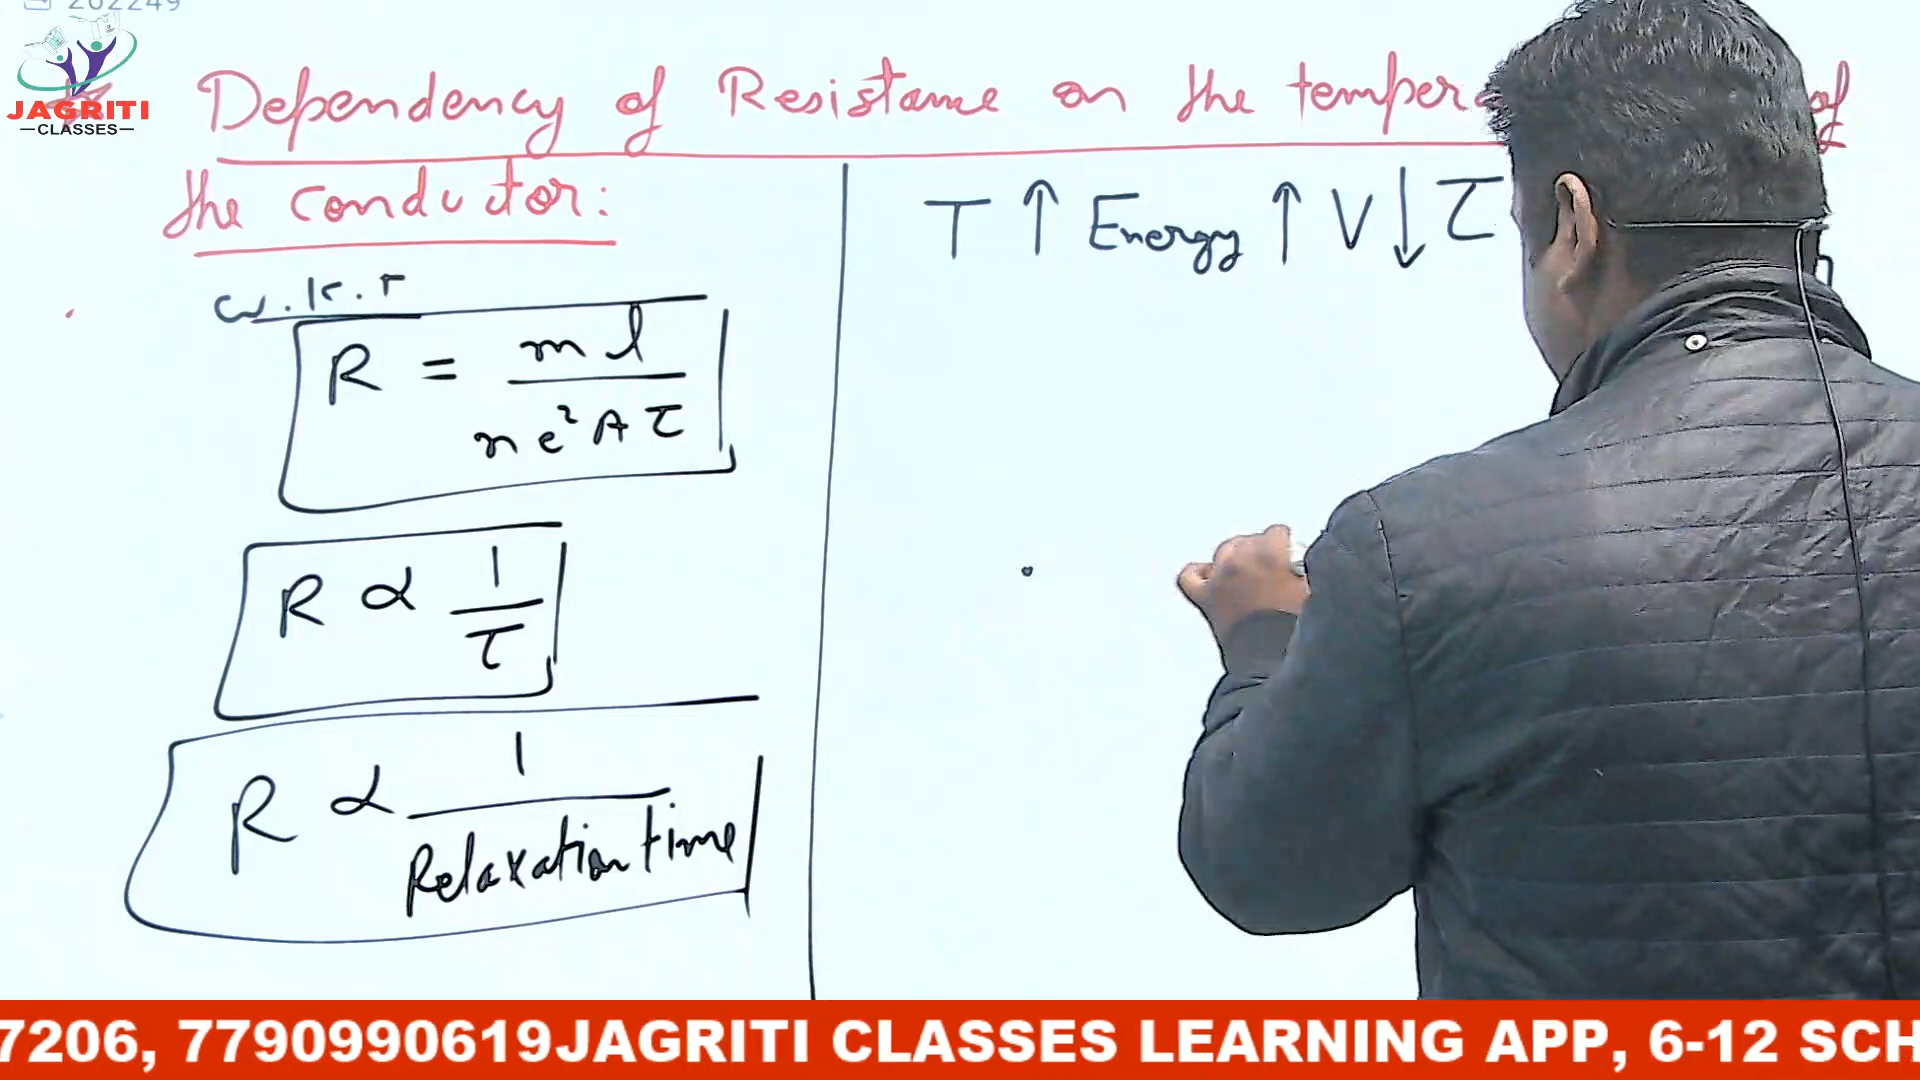 202249
JAGRITI
CLASSES
Dependency of Resistance on the of
the conductor:
w.k.t
R = ml / ne²Aτ
R ∝ 1/τ
R ∝ 1 / Relaxation time
T ↑ Energy ↑ V ↓ τ
7206, 7790990619JAGRITI CLASSES LEARNING APP, 6-12 SCH